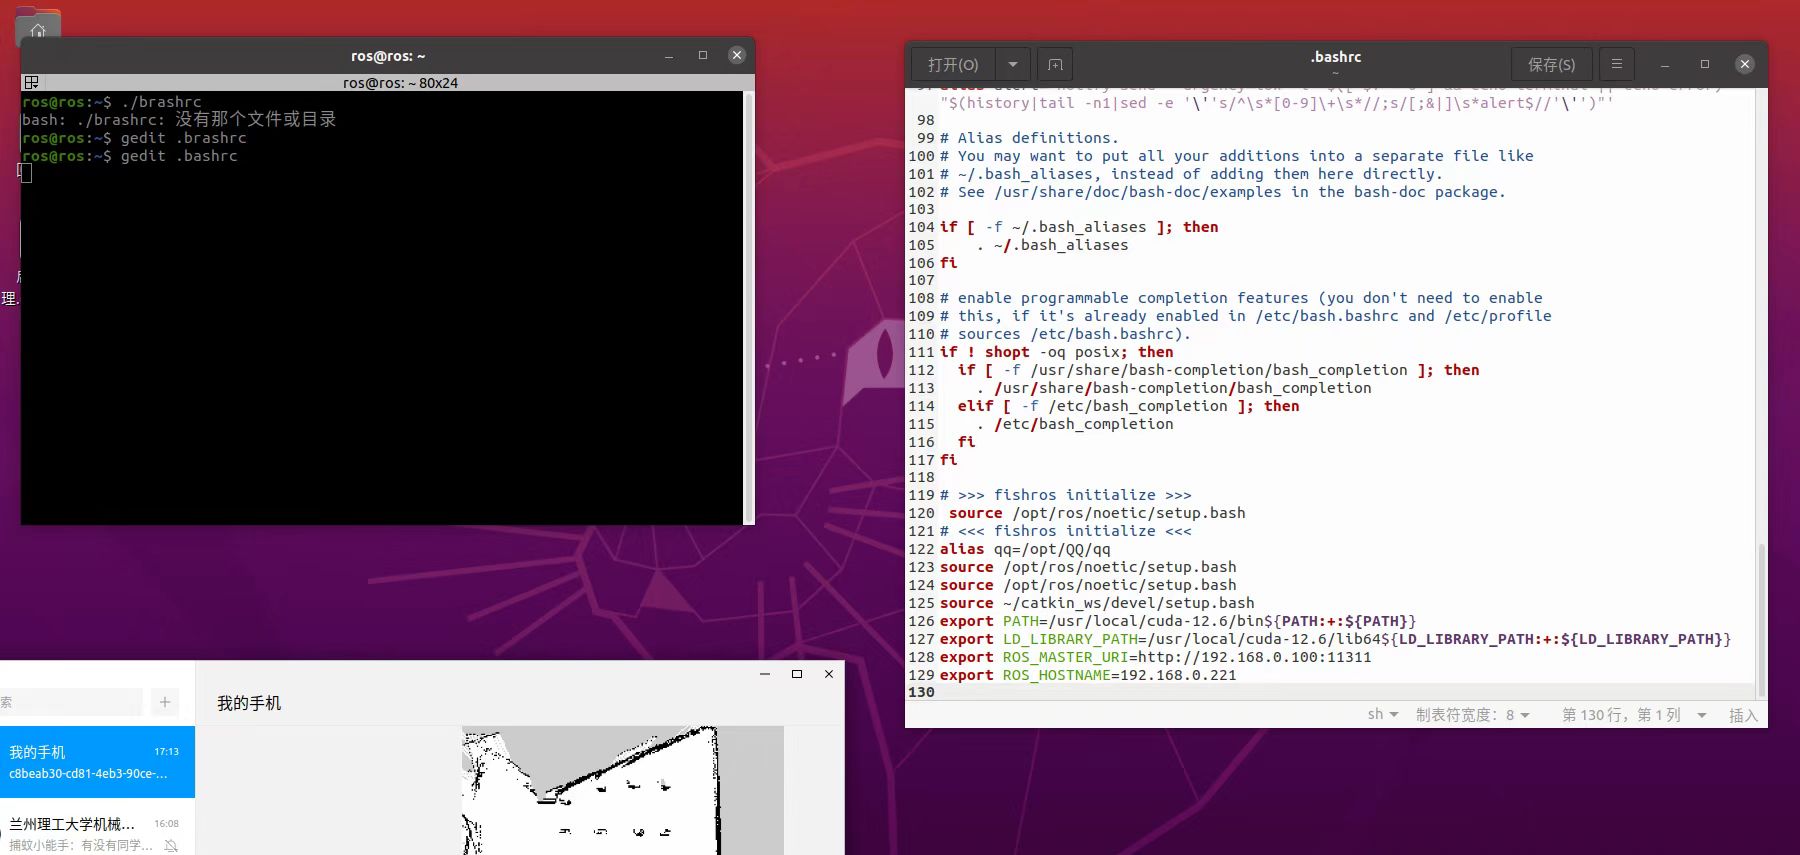 ros@ros: ~
ros@ros: ~ 80x24
ros@ros:~$ ./brashrc
bash: ./brashrc: 没有那个文件或目录
ros@ros:~$ gedit .brashrc
ros@ros:~$ gedit .bashrc
理.
打开(O)
.bashrc
~
保存(S)
"$(history|tail -n1|sed -e '\''s/^\s*[0-9]\+\s*//;s/[;&|]\s*alert$//'\'')"'
98
99 # Alias definitions.
100 # You may want to put all your additions into a separate file like
101 # ~/.bash_aliases, instead of adding them here directly.
102 # See /usr/share/doc/bash-doc/examples in the bash-doc package.
103
104 if [ -f ~/.bash_aliases ]; then
105     . ~/.bash_aliases
106 fi
107
108 # enable programmable completion features (you don't need to enable
109 # this, if it's already enabled in /etc/bash.bashrc and /etc/profile
110 # sources /etc/bash.bashrc).
111 if ! shopt -oq posix; then
112   if [ -f /usr/share/bash-completion/bash_completion ]; then
113     . /usr/share/bash-completion/bash_completion
114   elif [ -f /etc/bash_completion ]; then
115     . /etc/bash_completion
116   fi
117 fi
118
119 # >>> fishros initialize >>>
120  source /opt/ros/noetic/setup.bash
121 # <<< fishros initialize <<<
122 alias qq=/opt/QQ/qq
123 source /opt/ros/noetic/setup.bash
124 source /opt/ros/noetic/setup.bash
125 source ~/catkin_ws/devel/setup.bash
126 export PATH=/usr/local/cuda-12.6/bin${PATH:+:${PATH}}
127 export LD_LIBRARY_PATH=/usr/local/cuda-12.6/lib64${LD_LIBRARY_PATH:+:${LD_LIBRARY_PATH}}
128 export ROS_MASTER_URI=http://192.168.0.100:11311
129 export ROS_HOSTNAME=192.168.0.221
130
sh 制表符宽度: 8 第 130 行, 第 1 列 插入
索
我的手机
我的手机 17:13
c8beab30-cd81-4eb3-90ce-...
兰州理工大学机械... 16:08
捕蚊小能手: 有没有同学...